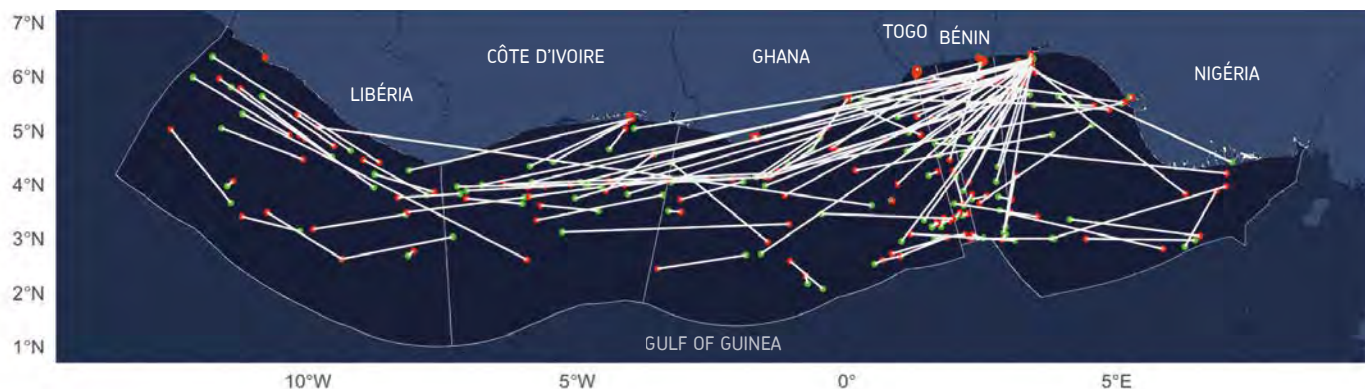 7°N
6°N
5°N
4°N
3°N
2°N
1°N
TOGO
BÉNIN
CÔTE D'IVOIRE
GHANA
NIGÉRIA
LIBÉRIA
GULF OF GUINEA
10°W
5°W
0°
5°E